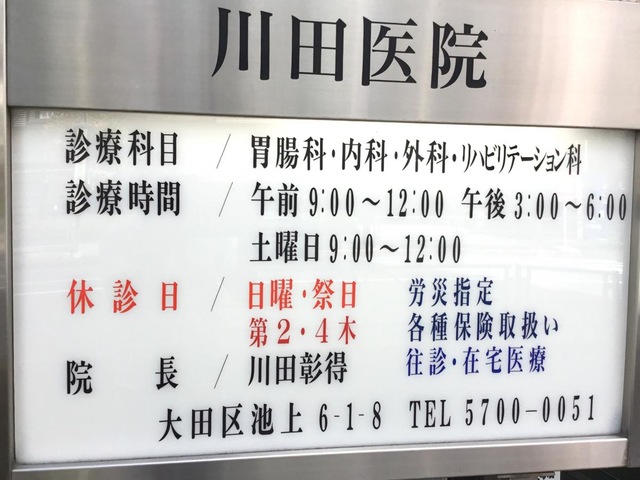 川田医院
診療科目 / 胃腸科・内科・外科・リハビリテーション科
診療時間 / 午前 9:00~12:00 午後 3:00~6:00
土曜日 9:00~12:00
休診日 / 日曜・祭日 労災指定
第2・4木 各種保険取扱い
院長 / 川田彰得 往診・在宅医療
大田区池上 6-1-8 TEL 5700-0051